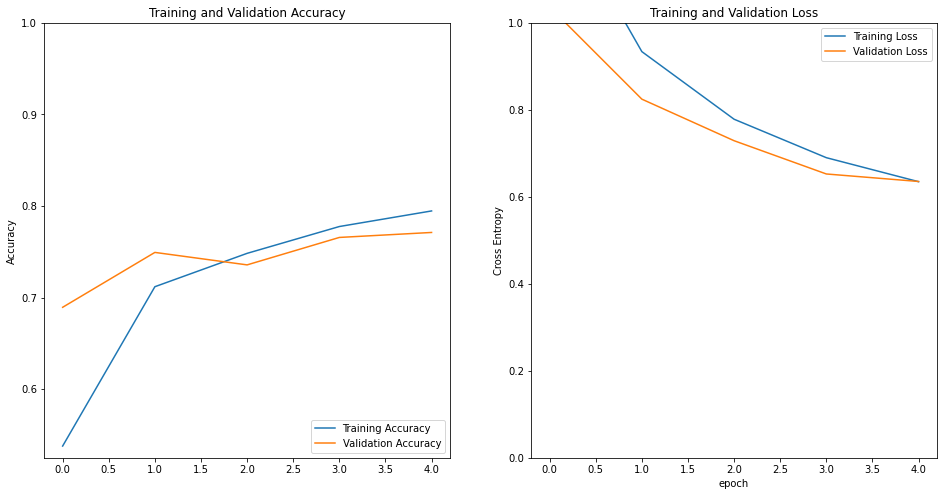 Training and Validation Accuracy
1.0
0.9
0.8
0.7
0.6
Accuracy
0.0 0.5 1.0 1.5 2.0 2.5 3.0 3.5 4.0
Training Accuracy
Validation Accuracy
Training and Validation Loss
1.0
0.8
0.6
0.4
0.2
0.0
Cross Entropy
0.0 0.5 1.0 1.5 2.0 2.5 3.0 3.5 4.0
epoch
Training Loss
Validation Loss